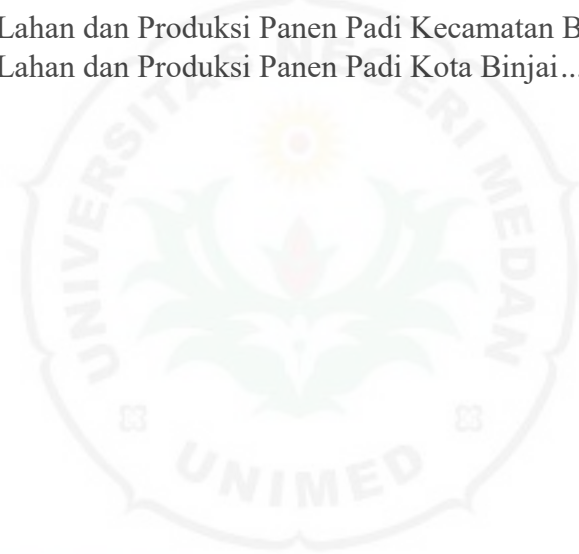 Lahan dan Produksi Panen Padi Kecamatan B
Lahan dan Produksi Panen Padi Kota Binjai...
UNIVERSITAS NEGERI MEDAN
UNIMED